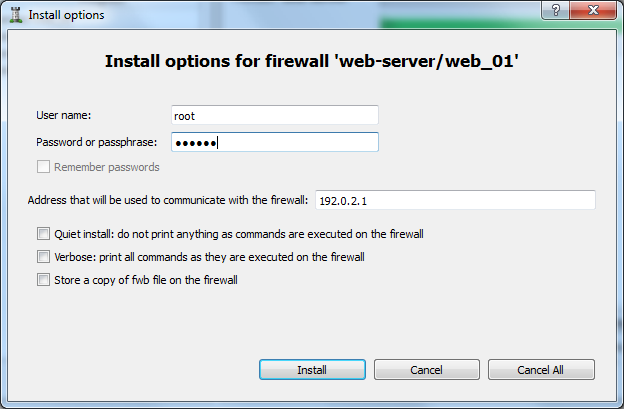 Install options
Install options for firewall 'web-server/web_01'
User name: root
Password or passphrase: ●●●●●●
Remember passwords
Address that will be used to communicate with the firewall: 192.0.2.1
Quiet install: do not print anything as commands are executed on the firewall
Verbose: print all commands as they are executed on the firewall
Store a copy of fwb file on the firewall
Install Cancel Cancel All